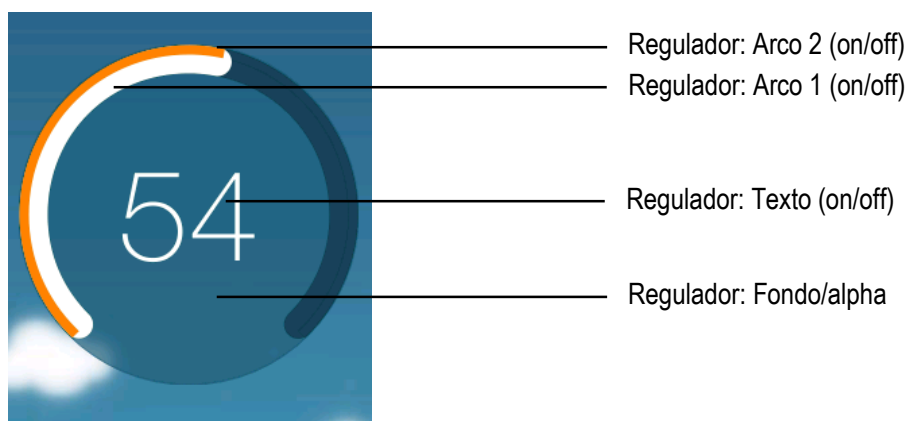 Regulador: Arco 2 (on/off)
Regulador: Arco 1 (on/off)
54
Regulador: Texto (on/off)
Regulador: Fondo/alpha